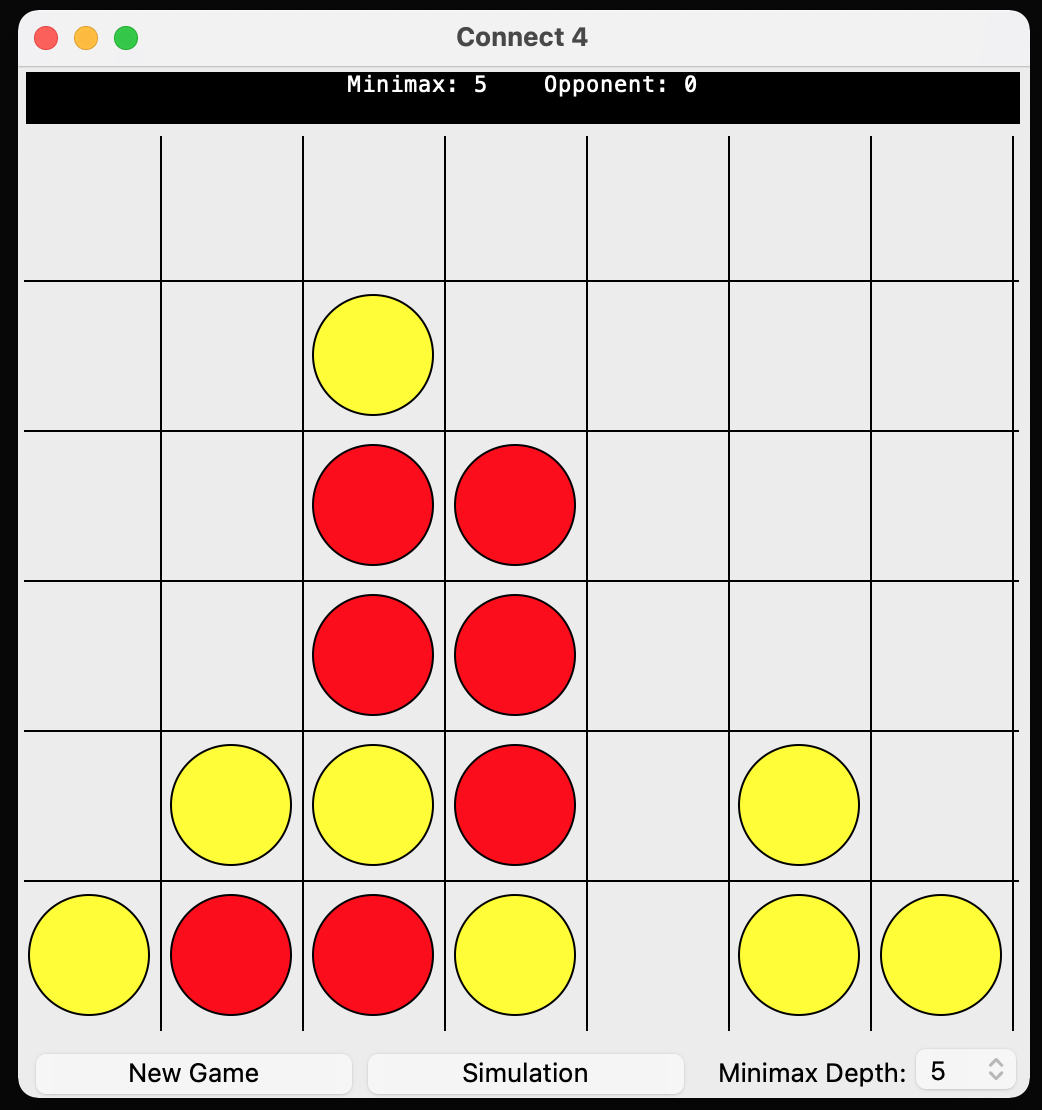 Connect 4
Minimax: 5    Opponent: 0
New Game
Simulation
Minimax Depth: 5